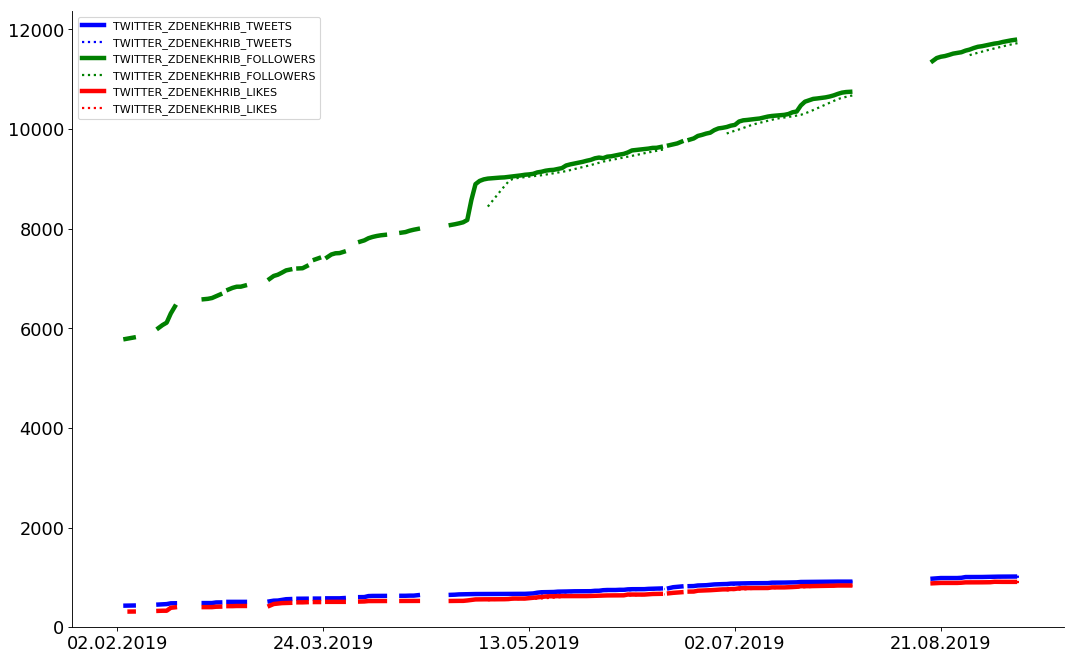 12000
10000
8000
6000
4000
2000
0
TWITTER_ZDENEKHRIB_TWEETS
TWITTER_ZDENEKHRIB_TWEETS
TWITTER_ZDENEKHRIB_FOLLOWERS
TWITTER_ZDENEKHRIB_FOLLOWERS
TWITTER_ZDENEKHRIB_LIKES
TWITTER_ZDENEKHRIB_LIKES
02.02.2019 24.03.2019 13.05.2019 02.07.2019 21.08.2019